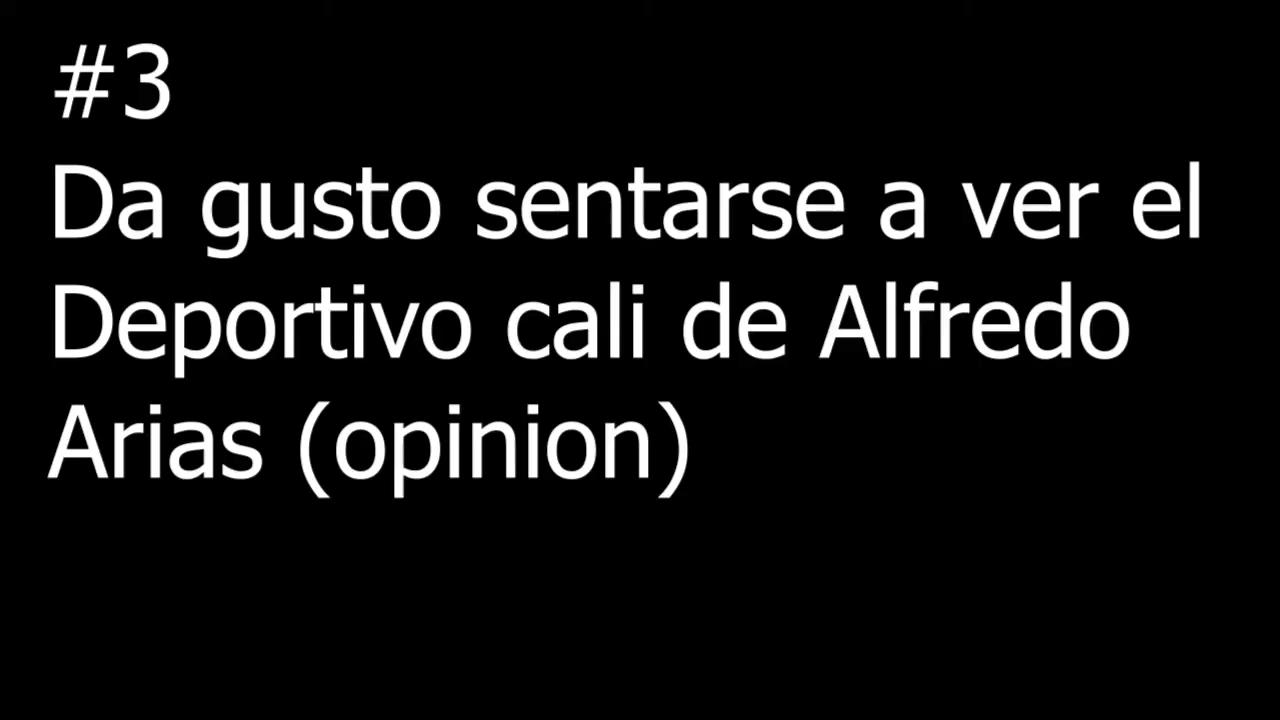 #3
Da gusto sentarse a ver el
Deportivo cali de Alfredo
Arias (opinion)